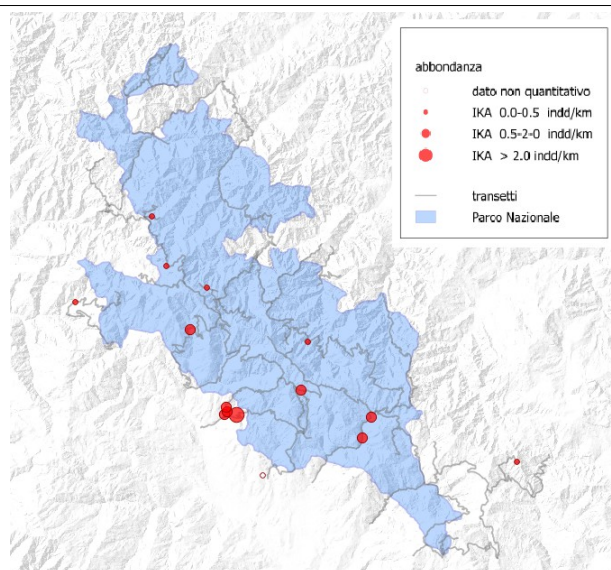 abbondanza
dato non quantitativo
IKA 0.0-0.5 indd/km
IKA 0.5-2-0 indd/km
IKA > 2.0 indd/km
transetti
Parco Nazionale